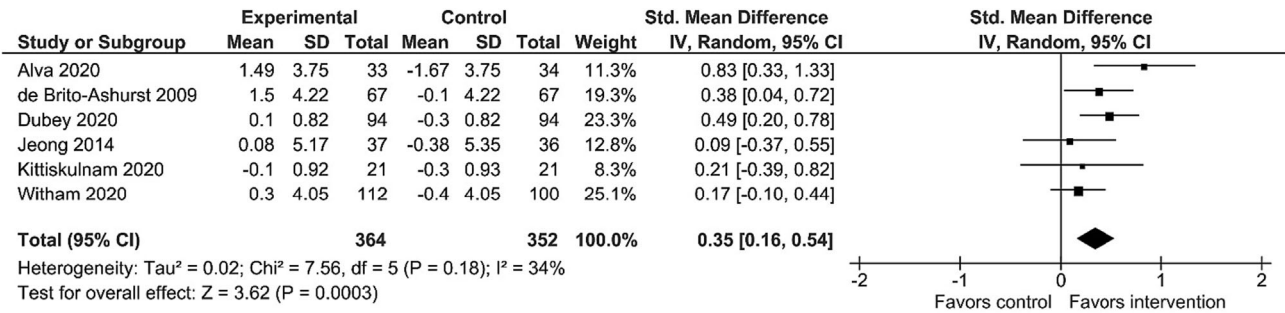 Experimental Control Std. Mean Difference Std. Mean Difference
Study or Subgroup Mean SD Total Mean SD Total Weight IV, Random, 95% CI IV, Random, 95% CI
Alva 2020 1.49 3.75 33 -1.67 3.75 34 11.3% 0.83 [0.33, 1.33]
de Brito-Ashurst 2009 1.5 4.22 67 -0.1 4.22 67 19.3% 0.38 [0.04, 0.72]
Dubey 2020 0.1 0.82 94 -0.3 0.82 94 23.3% 0.49 [0.20, 0.78]
Jeong 2014 0.08 5.17 37 -0.38 5.35 36 12.8% 0.09 [-0.37, 0.55]
Kittiskulnam 2020 -0.1 0.92 21 -0.3 0.93 21 8.3% 0.21 [-0.39, 0.82]
Witham 2020 0.3 4.05 112 -0.4 4.05 100 25.1% 0.17 [-0.10, 0.44]
Total (95% CI) 364 352 100.0% 0.35 [0.16, 0.54]
Heterogeneity: Tau² = 0.02; Chi² = 7.56, df = 5 (P = 0.18); I² = 34%
Test for overall effect: Z = 3.62 (P = 0.0003)
-2 -1 0 1 2
Favors control Favors intervention